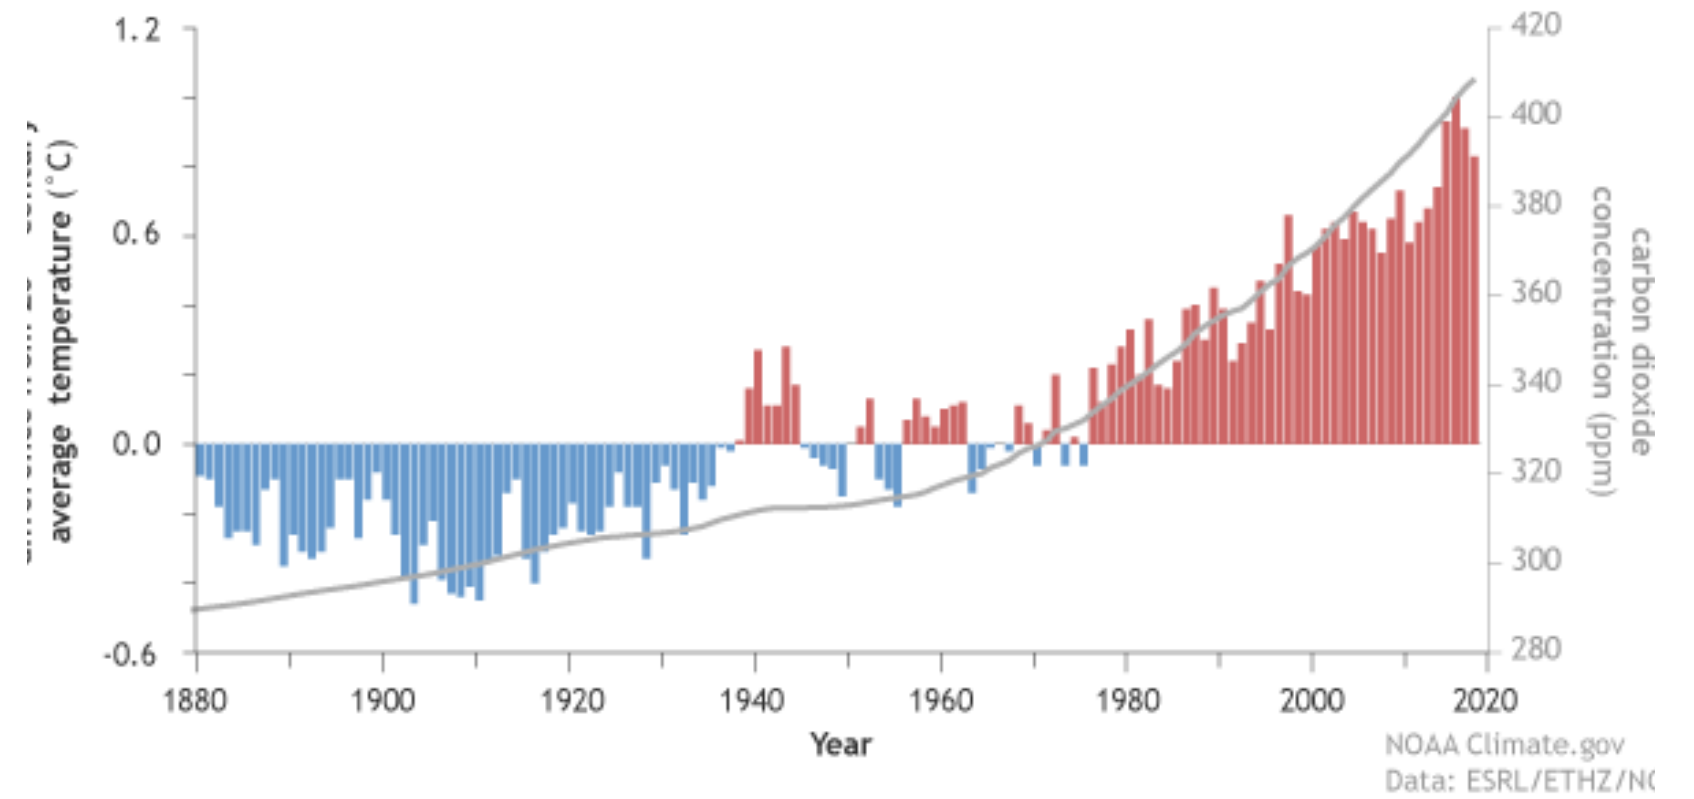 average temperature (°C)
1.2
0.6
0.0
-0.6
420
400
380
360
340
320
300
280
carbon dioxide
concentration (ppm)
1880 1900 1920 1940 1960 1980 2000 2020
Year
NOAA Climate.gov
Data: ESRL/ETHZ/NC